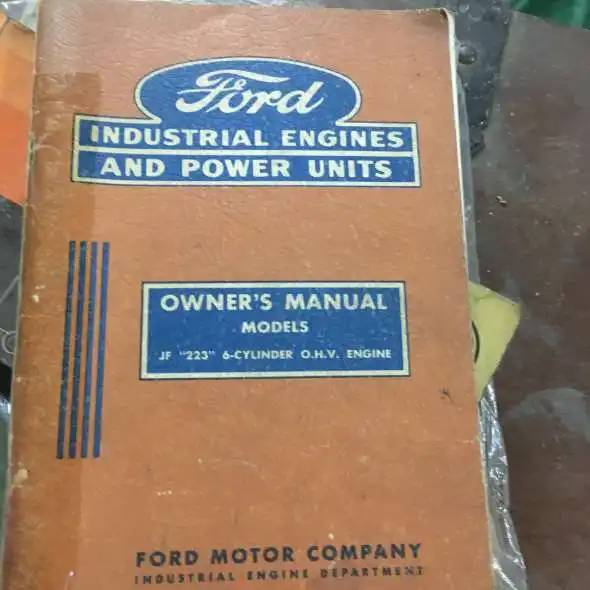 Ford
INDUSTRIAL ENGINES
AND POWER UNITS
OWNER'S MANUAL
MODELS
JF "223" 6-CYLINDER O.H.V. ENGINE
FORD MOTOR COMPANY
INDUSTRIAL ENGINE DEPARTMENT